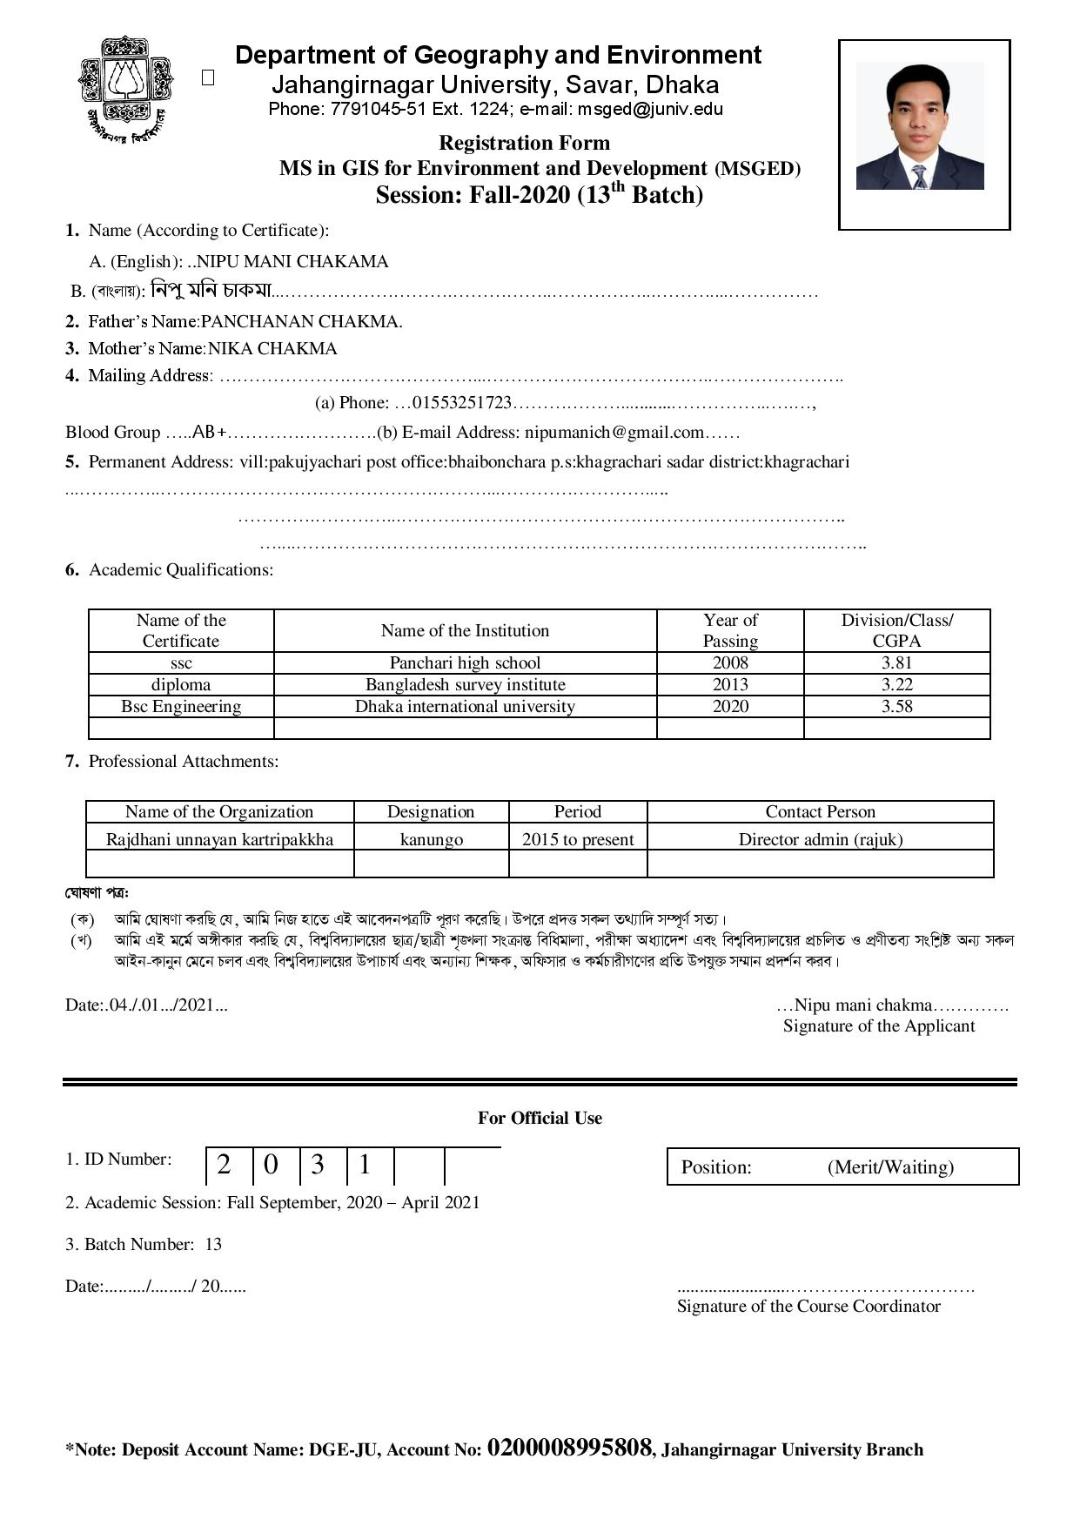 Department of Geography and Environment
Jahangirnagar University, Savar, Dhaka
Phone: 7791045-51 Ext. 1224; e-mail: msged@juniv.edu
জাহাঙ্গীরনগর বিশ্ববিদ্যালয়
Registration Form
MS in GIS for Environment and Development (MSGED)
Session: Fall-2020 (13th Batch)
1. Name (According to Certificate):
A. (English): ..NIPU MANI CHAKAMA
B. (বাংলায়): নিপু মনি চাকমা...……………………….……………..……………..………....……………
2. Father’s Name:PANCHANAN CHAKMA.
3. Mother’s Name:NIKA CHAKMA
4. Mailing Address: ……………………………………...……………………………….…………………….
(a) Phone: …01553251723………………............……………..………,
Blood Group …..AB+…………………….(b) E-mail Address: nipumanich@gmail.com……
5. Permanent Address: vill:pakujyachari post office:bhaibonchara p.s:khagrachari sadar district:khagrachari
...…………..………………………………………………...……………………….....
……………………..…………………………………………………………………..
…....…………………………………………………………………………………..
6. Academic Qualifications:
Name of the Certificate Name of the Institution Year of Passing Division/Class/ CGPA
ssc Panchari high school 2008 3.81
diploma Bangladesh survey institute 2013 3.22
Bsc Engineering Dhaka international university 2020 3.58
7. Professional Attachments:
Name of the Organization Designation Period Contact Person
Rajdhani unnayan kartripakkha kanungo 2015 to present Director admin (rajuk)
ঘোষণা পত্র:
(ক) আমি ঘোষণা করছি যে, আমি নিজ হাতে এই আবেদনপত্রটি পূরণ করেছি। উপরে প্রদত্ত সকল তথ্যাদি সম্পূর্ণ সত্য।
(খ) আমি এই মর্মে অঙ্গীকার করছি যে, বিশ্ববিদ্যালয়ের ছাত্র/ছাত্রী শৃঙ্খলা সংক্রান্ত বিধিমালা, পরীক্ষা অধ্যাদেশ এবং বিশ্ববিদ্যালয়ের প্রচলিত ও প্রণীতব্য সংশ্লিষ্ট অন্য সকল
আইন-কানুন মেনে চলব এবং বিশ্ববিদ্যালয়ের উপাচার্য এবং অন্যান্য শিক্ষক, অফিসার ও কর্মচারীগণের প্রতি উপযুক্ত সম্মান প্রদর্শন করব।
Date:.04./.01.../2021... …Nipu mani chakma………….
Signature of the Applicant
For Official Use
1. ID Number: 2 0 3 1 Position: (Merit/Waiting)
2. Academic Session: Fall September, 2020 – April 2021
3. Batch Number: 13
Date:........./........./ 20...... .........................…………………………….
Signature of the Course Coordinator
*Note: Deposit Account Name: DGE-JU, Account No: 0200008995808, Jahangirnagar University Branch